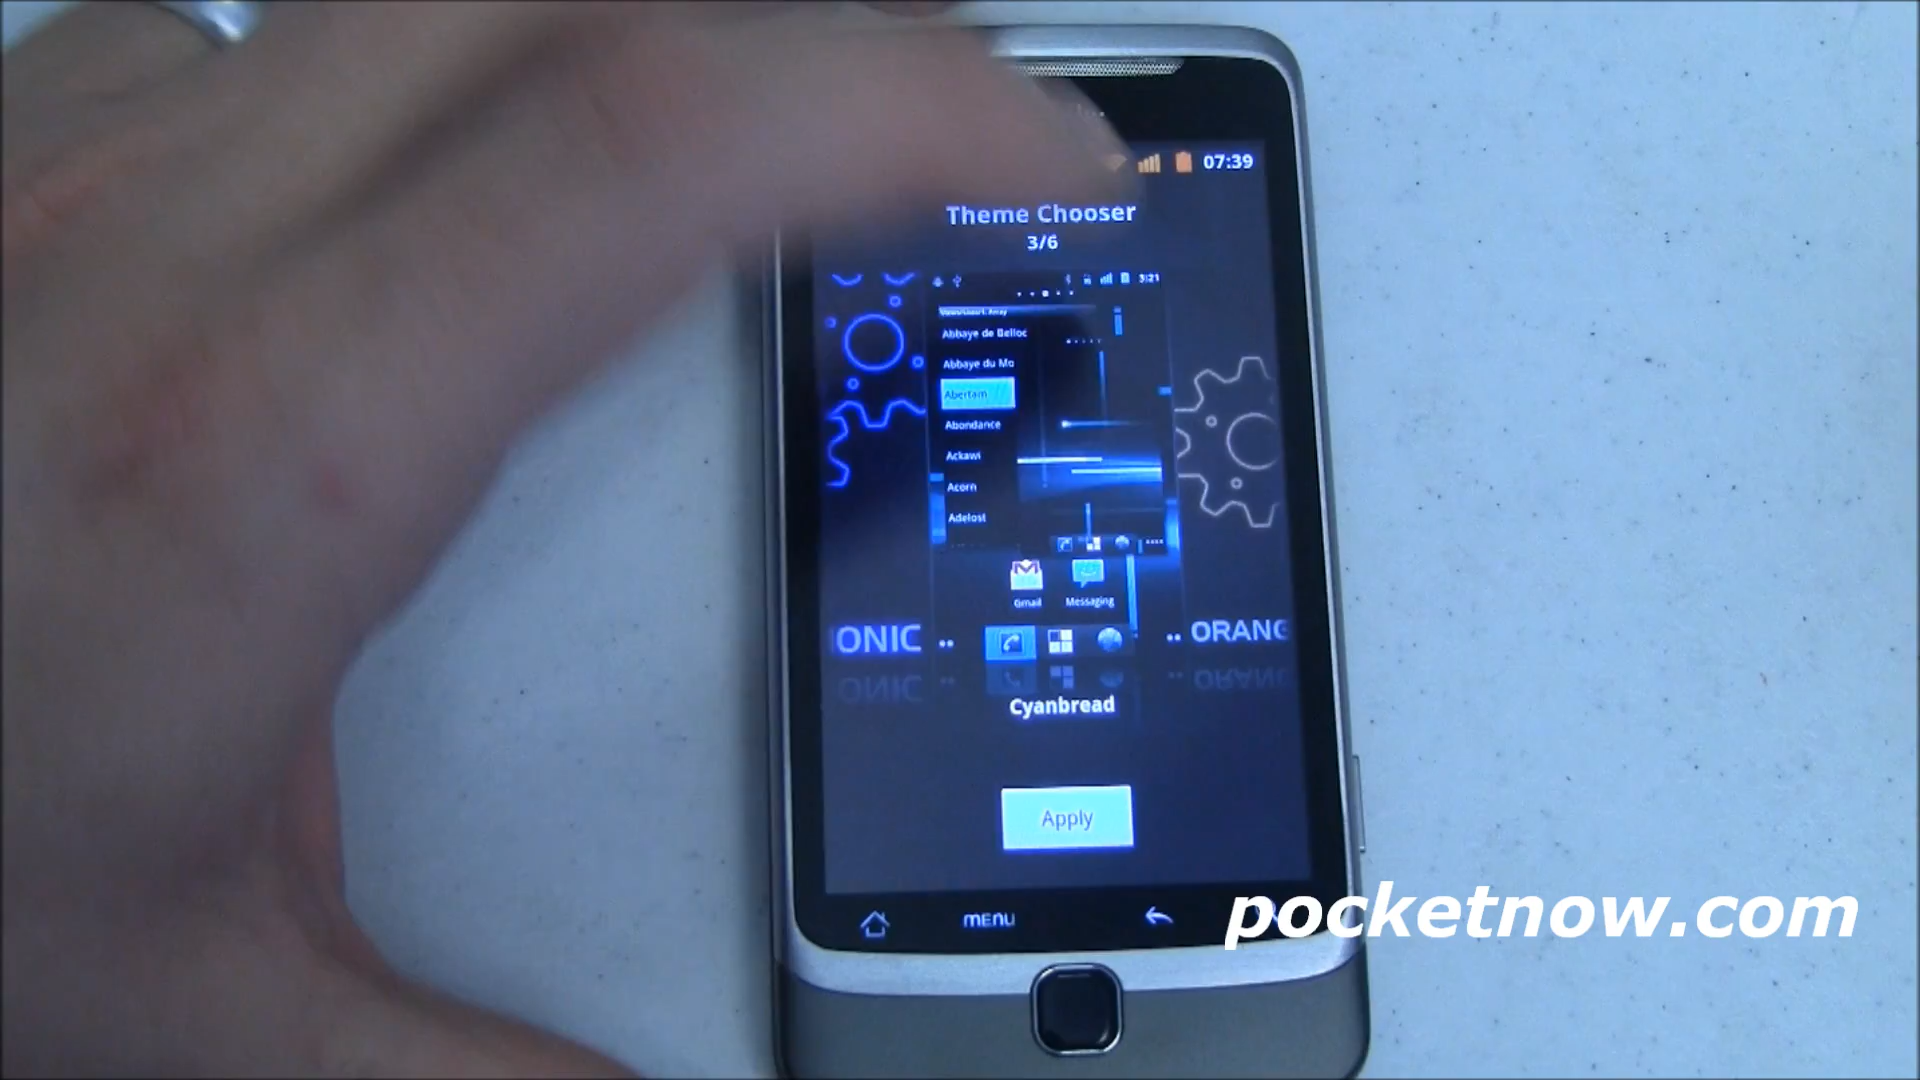 07:39
Theme Chooser
3/6
3:21
Abbaye de Belloc
Abbaye du Mo
Abertam
Abondance
Ackawi
Acorn
Adelost
Gmail
Messaging
ONIC
ORANG
Cyanbread
Apply
MENU
pocketnow.com